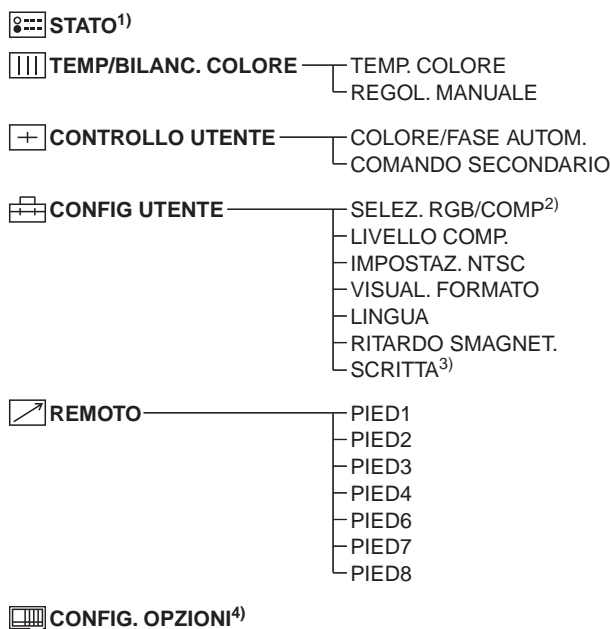 STATO1)
TEMP/BILANC. COLORE TEMP. COLORE
REGOL. MANUALE
CONTROLLO UTENTE COLORE/FASE AUTOM.
COMANDO SECONDARIO
CONFIG UTENTE SELEZ. RGB/COMP2)
LIVELLO COMP.
IMPOSTAZ. NTSC
VISUAL. FORMATO
LINGUA
RITARDO SMAGNET.
SCRITTA3)
REMOTO PIED1
PIED2
PIED3
PIED4
PIED6
PIED7
PIED8
CONFIG. OPZIONI4)